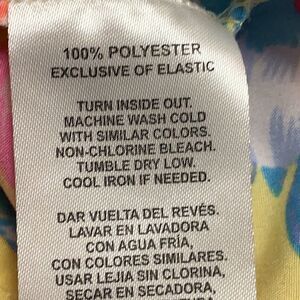 100% POLYESTER
EXCLUSIVE OF ELASTIC
TURN INSIDE OUT.
MACHINE WASH COLD
WITH SIMILAR COLORS.
NON-CHLORINE BLEACH.
TUMBLE DRY LOW.
COOL IRON IF NEEDED.
DAR VUELTA DEL REVÉS.
LAVAR EN LAVADORA
CON AGUA FRÍA,
CON COLORES SIMILARES.
USAR LEJIA SIN CLORINA,
SECAR EN SECADORA,